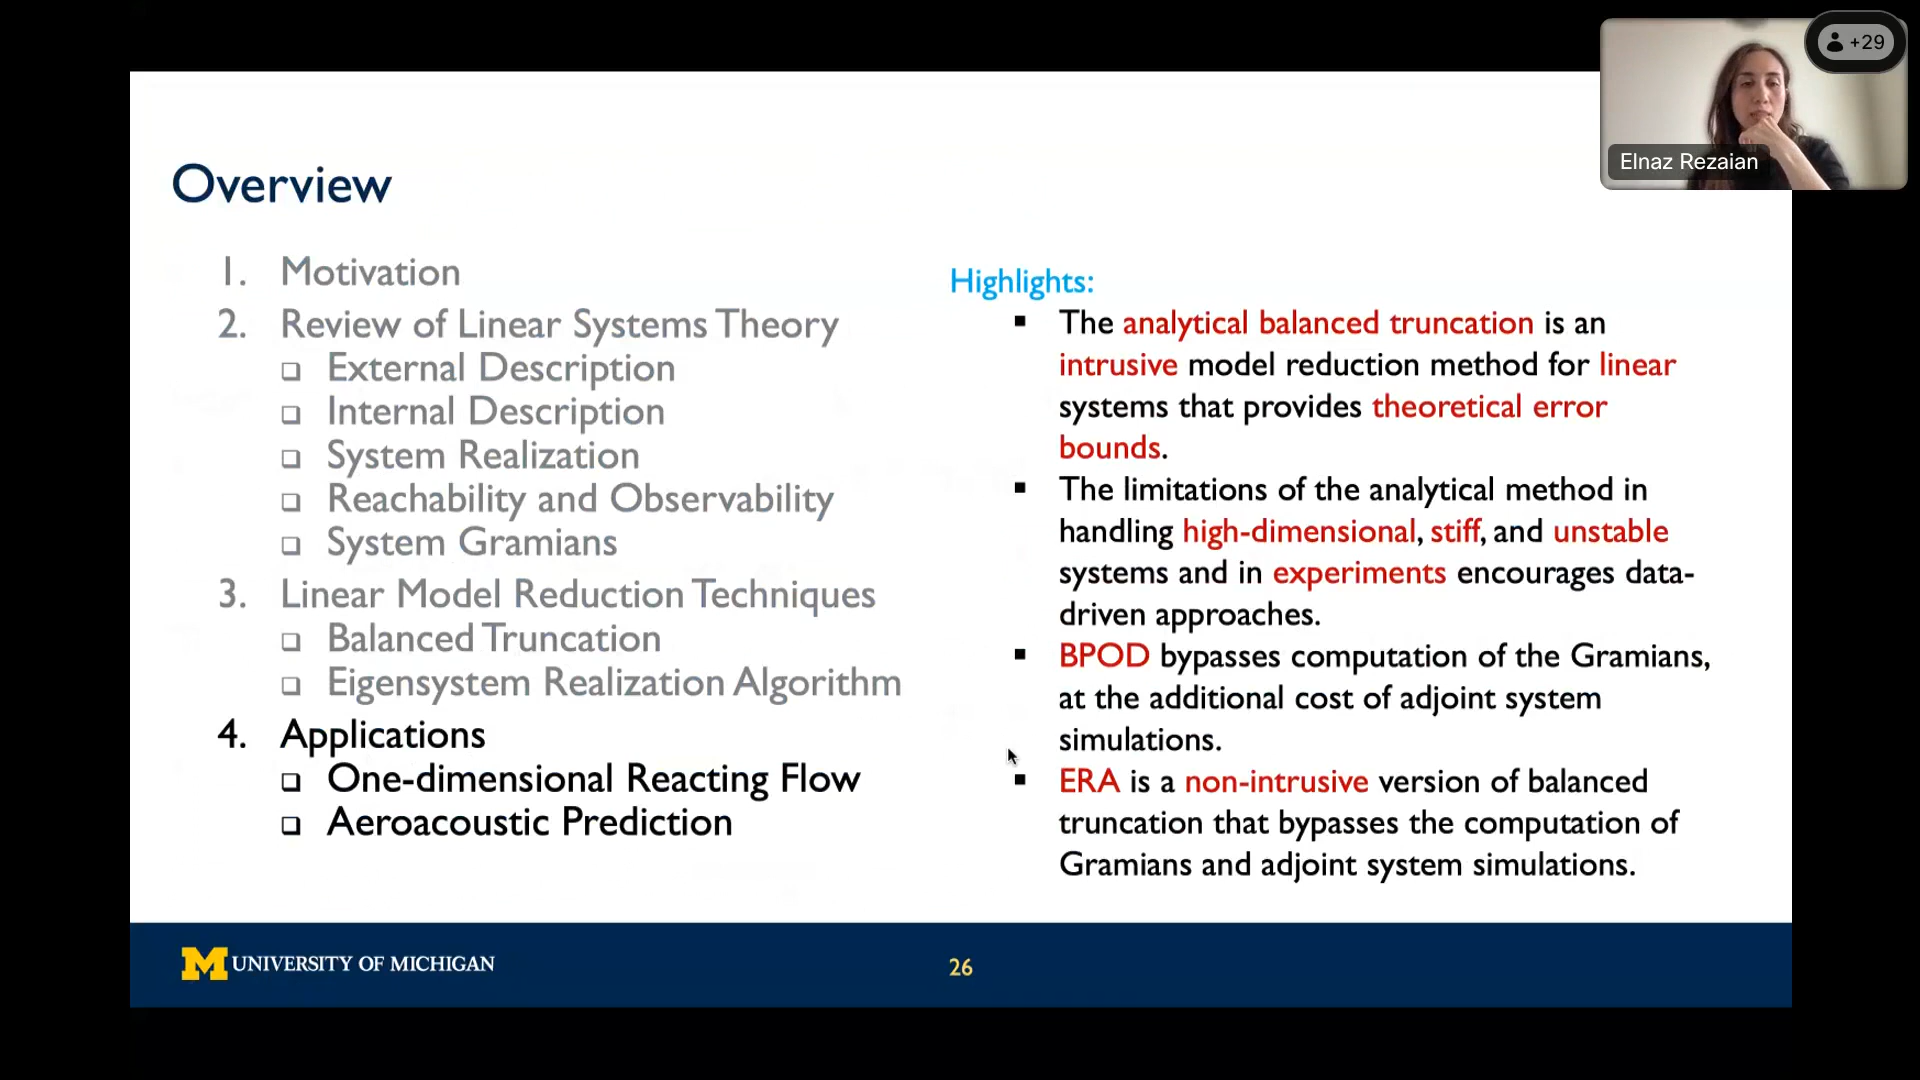 +29
Elnaz Rezaian
Overview
1. Motivation
2. Review of Linear Systems Theory
External Description
Internal Description
System Realization
Reachability and Observability
System Gramians
3. Linear Model Reduction Techniques
Balanced Truncation
Eigensystem Realization Algorithm
4. Applications
One-dimensional Reacting Flow
Aeroacoustic Prediction
Highlights:
▪ The analytical balanced truncation is an
intrusive model reduction method for linear
systems that provides theoretical error
bounds.
▪ The limitations of the analytical method in
handling high-dimensional, stiff, and unstable
systems and in experiments encourages data-
driven approaches.
▪ BPOD bypasses computation of the Gramians,
at the additional cost of adjoint system
simulations.
▪ ERA is a non-intrusive version of balanced
truncation that bypasses the computation of
Gramians and adjoint system simulations.
M UNIVERSITY OF MICHIGAN
26